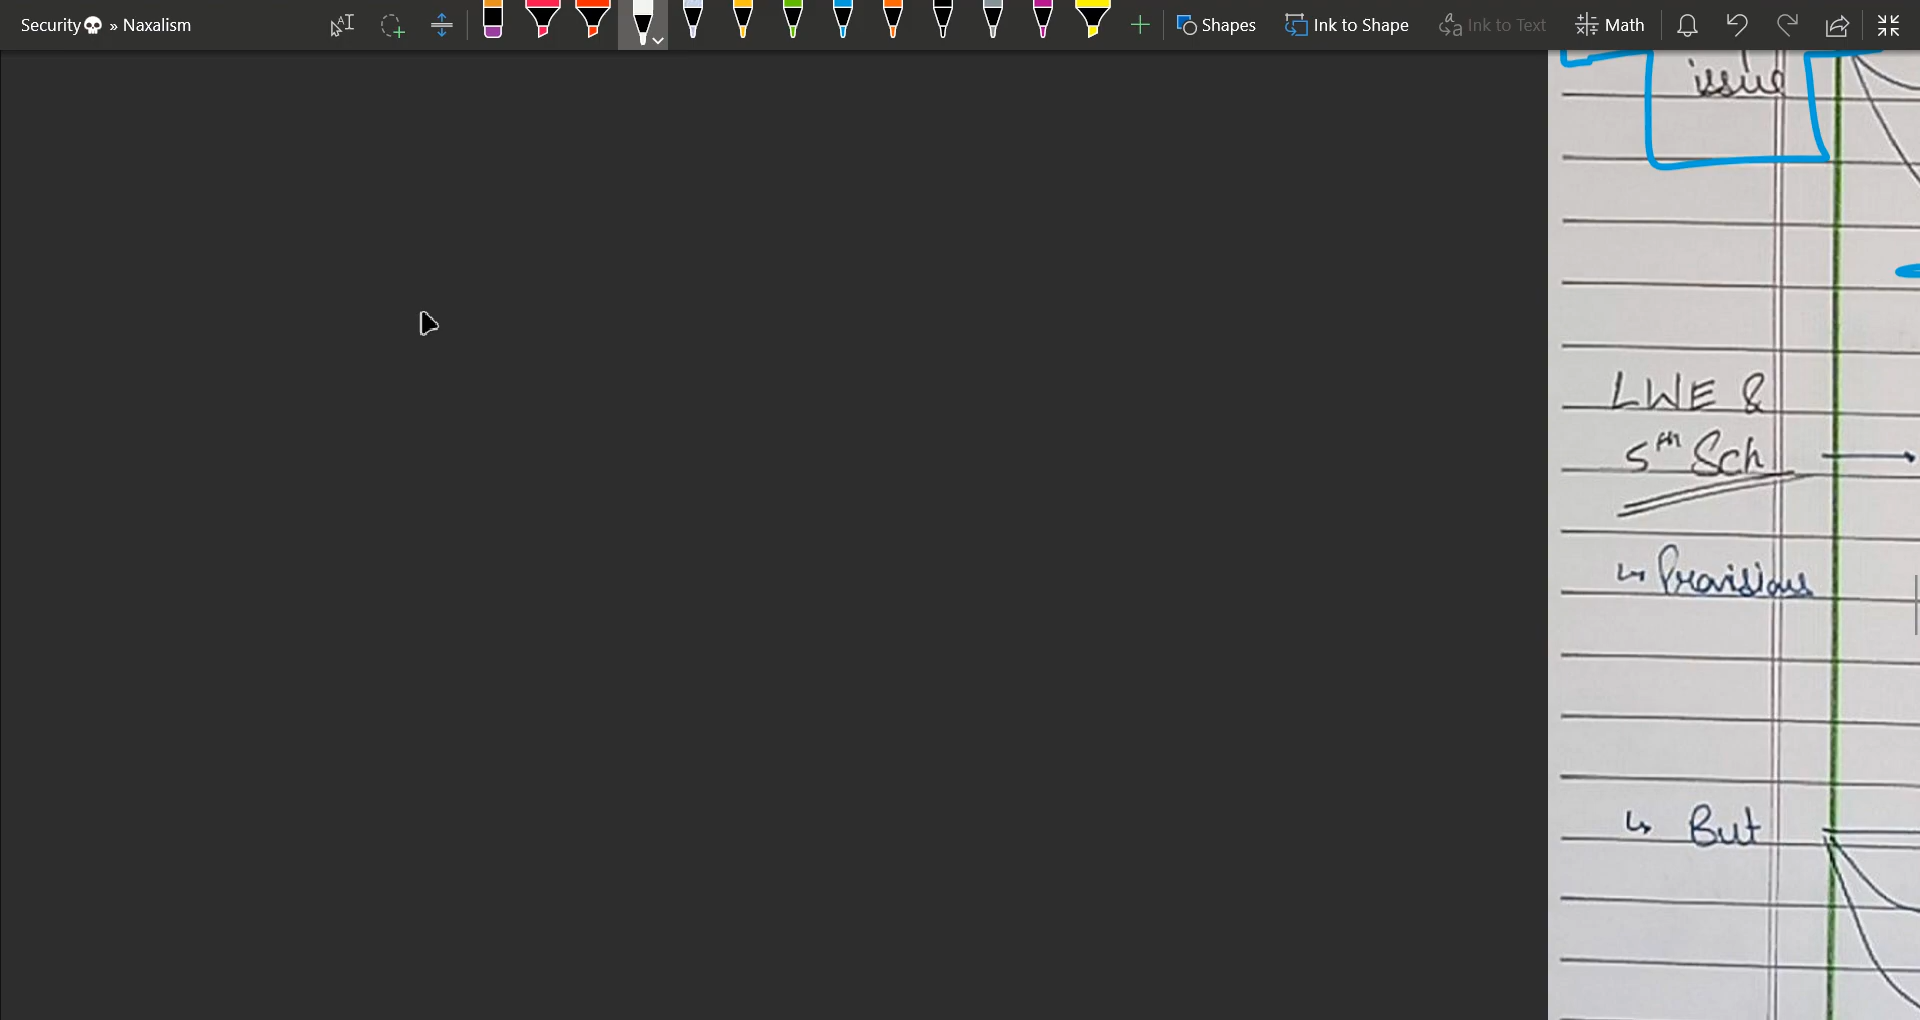 Security💀 » Naxalism
Shapes
Ink to Shape
Ink to Text
Math
issue
LWE &
5th Sch
↳ Provisions
↳ But